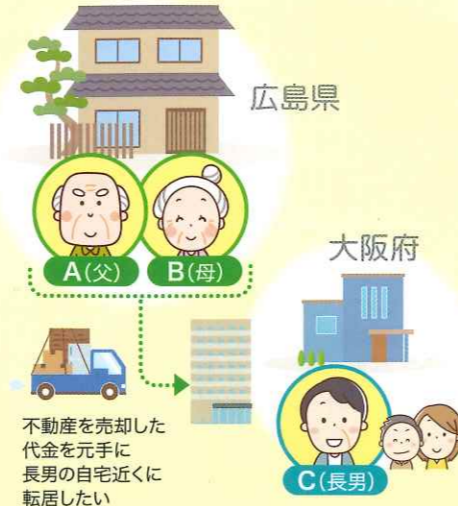 広島県
A(父)
B(母)
大阪府
不動産を売却した
代金を元手に
長男の自宅近くに
転居したい
C(長男)